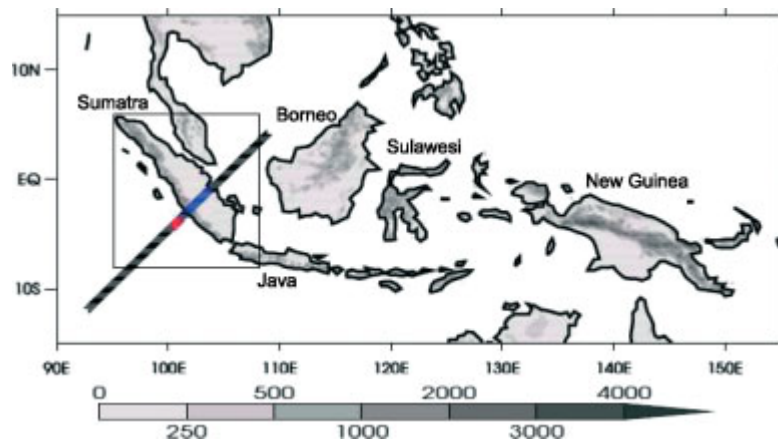 10N
Sumatra
Borneo
Sulawesi
EQ
New Guinea
Java
10S
90E 100E 110E 120E 130E 140E 150E
0 500 2000 4000
250 1000 3000